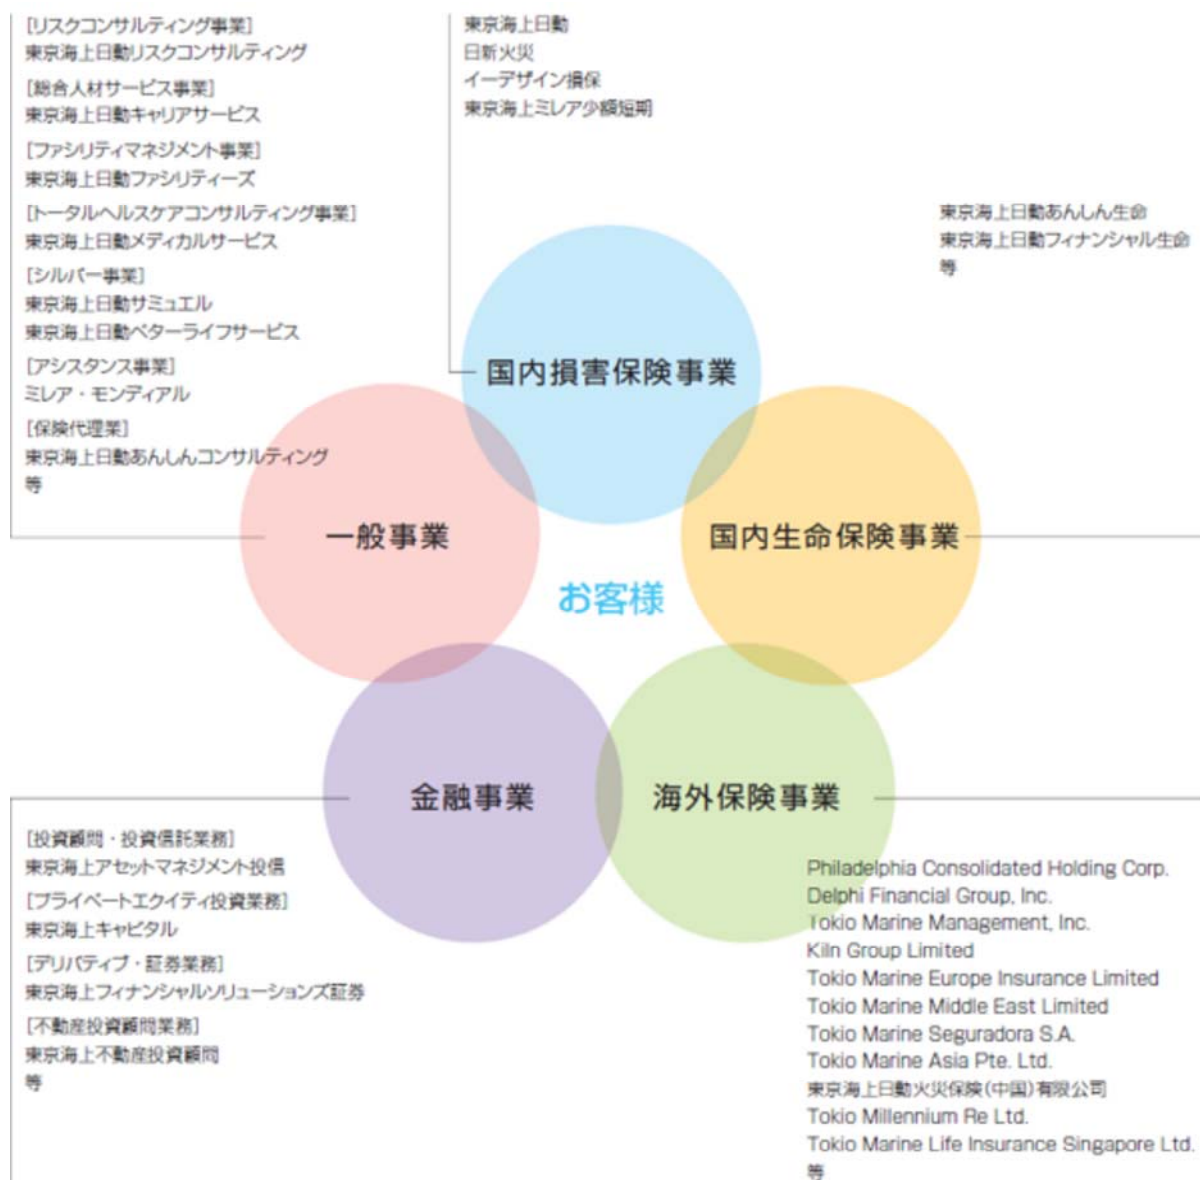 [リスクコンサルティング事業]
東京海上日動リスクコンサルティング
[総合人材サービス事業]
東京海上日動キャリアサービス
[ファシリティマネジメント事業]
東京海上日動ファシリティーズ
[トータルヘルスケアコンサルティング事業]
東京海上日動メディカルサービス
[シルバー事業]
東京海上日動サミュエル
東京海上日動ベターライフサービス
[アシスタンス事業]
ミレア・モンディアル
[保険代理業]
東京海上日動あんしんコンサルティング
等
東京海上日動
日新火災
イーデザイン損保
東京海上ミレア少額短期
東京海上日動あんしん生命
東京海上日動フィナンシャル生命
等
国内損害保険事業
一般事業
国内生命保険事業
お客様
金融事業
海外保険事業
[投資顧問・投資信託業務]
東京海上アセットマネジメント投信
[プライベートエクイティ投資業務]
東京海上キャピタル
[デリバティブ・証券業務]
東京海上フィナンシャルソリューションズ証券
[不動産投資顧問業務]
東京海上不動産投資顧問
等
Philadelphia Consolidated Holding Corp.
Delphi Financial Group, Inc.
Tokio Marine Management, Inc.
Kiln Group Limited
Tokio Marine Europe Insurance Limited
Tokio Marine Middle East Limited
Tokio Marine Seguradora S.A.
Tokio Marine Asia Pte. Ltd.
東京海上日動火災保険(中国)有限公司
Tokio Millennium Re Ltd.
Tokio Marine Life Insurance Singapore Ltd.
等